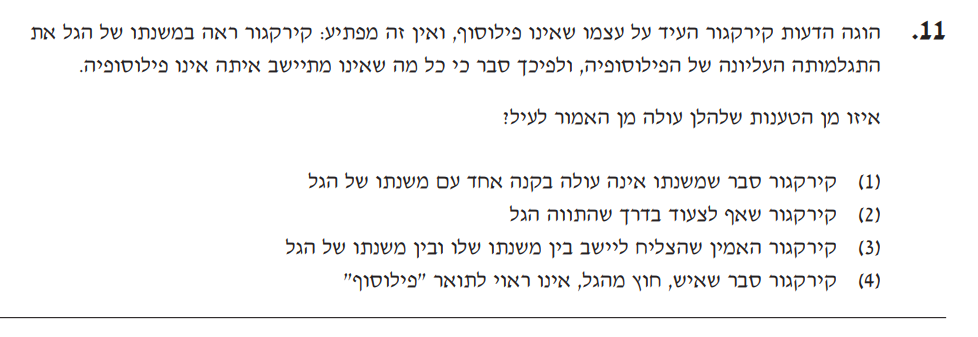 11. הוגה הדעות קירקגור העיד על עצמו שאינו פילוסוף, ואין זה מפתיע: קירקגור ראה במשנתו של הגל את
התגלמותה העליונה של הפילוסופיה, ולפיכך סבר כי כל מה שאינו מתיישב איתה אינו פילוסופיה.
איזו מן הטענות שלהלן עולה מן האמור לעיל?
(1) קירקגור סבר שמשנתו אינה עולה בקנה אחד עם משנתו של הגל
(2) קירקגור שאף לצעוד בדרך שהתווה הגל
(3) קירקגור האמין שהצליח ליישב בין משנתו שלו ובין משנתו של הגל
(4) קירקגור סבר שאיש, חוץ מהגל, אינו ראוי לתואר "פילוסוף"